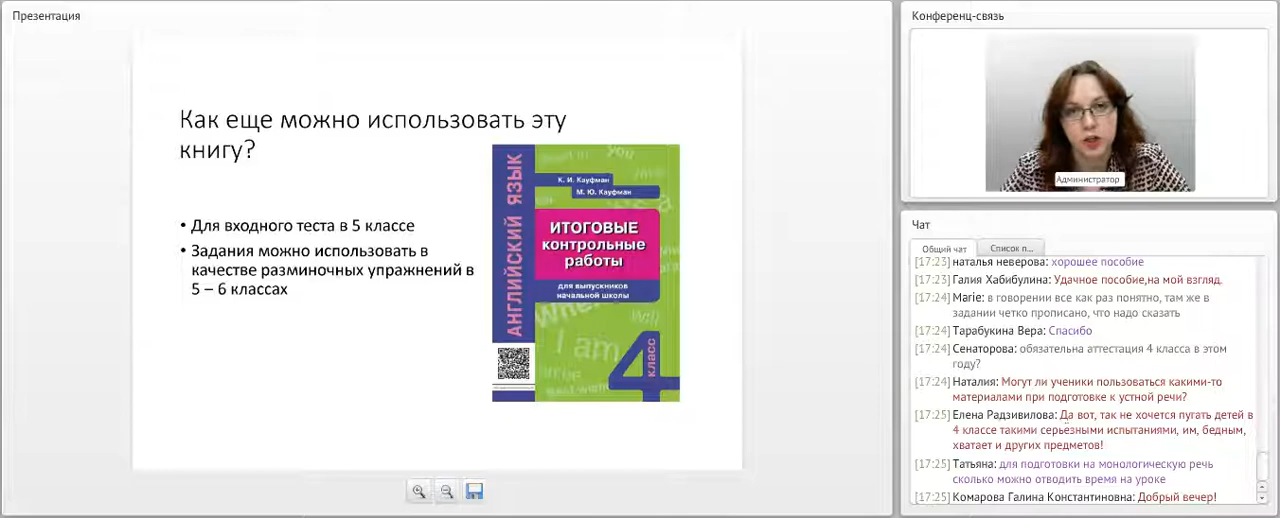 Презентация
Как еще можно использовать эту
книгу?
• Для входного теста в 5 классе
• Задания можно использовать в
качестве разминочных упражнений в
5 – 6 классах
АНГЛИЙСКИЙ ЯЗЫК
К. И. Кауфман
М. Ю. Кауфман
ИТОГОВЫЕ
контрольные
работы
для выпускников
начальной школы
will
I am
4
класс
Конференц-связь
Администратор
Чат
Общий чат
Список п...
[17:23] наталья неверова: хорошее пособие
[17:23] Галия Хабибулина: Удачное пособие,на мой взгляд.
[17:24] Marie: в говорении все как раз понятно, там же в
задании четко прописано, что надо сказать
[17:24] Тарабукина Вера: Спасибо
[17:24] Сенаторова: обязательна аттестация 4 класса в этом
году?
[17:24] Наталия: Могут ли ученики пользоваться какими-то
материалами при подготовке к устной речи?
[17:25] Елена Радзивилова: Да вот, так не хочется пугать детей в
4 классе такими серьёзными испытаниями, им, бедным,
хватает и других предметов!
[17:25] Татьяна: для подготовки на монологическую речь
сколько можно отводить время на уроке
[17:25] Комарова Галина Константиновна: Добрый вечер!